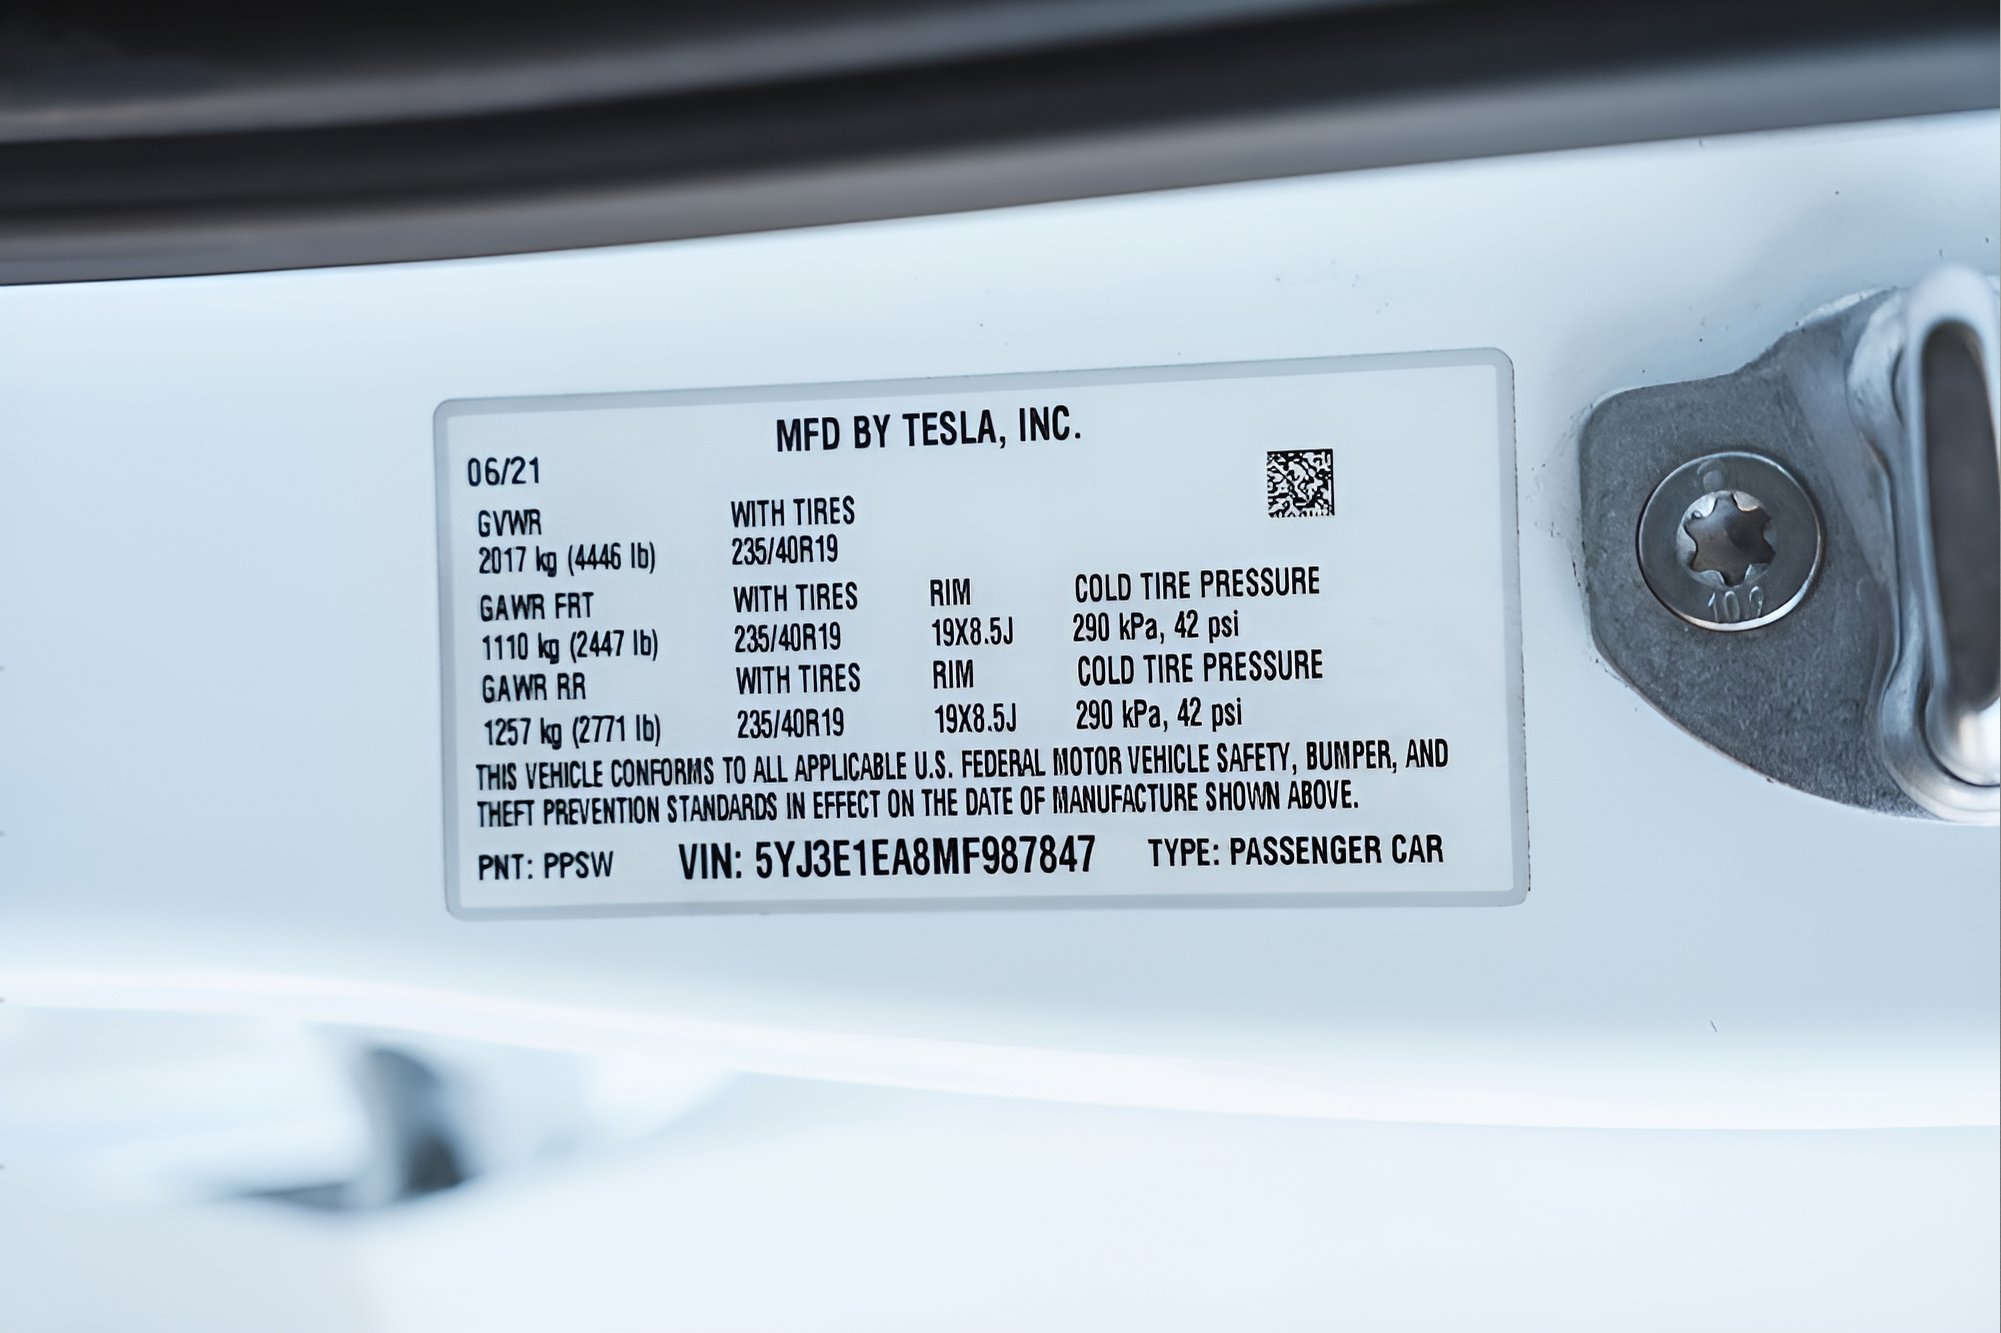 MFD BY TESLA, INC.
06/21
GVWR WITH TIRES
2017 kg (4446 lb) 235/40R19
GAWR FRT WITH TIRES RIM COLD TIRE PRESSURE
1110 kg (2447 lb) 235/40R19 19X8.5J 290 kPa, 42 psi
GAWR RR WITH TIRES RIM COLD TIRE PRESSURE
1257 kg (2771 lb) 235/40R19 19X8.5J 290 kPa, 42 psi
THIS VEHICLE CONFORMS TO ALL APPLICABLE U.S. FEDERAL MOTOR VEHICLE SAFETY, BUMPER, AND
THEFT PREVENTION STANDARDS IN EFFECT ON THE DATE OF MANUFACTURE SHOWN ABOVE.
PNT: PPSW VIN: 5YJ3E1EA8MF987847 TYPE: PASSENGER CAR